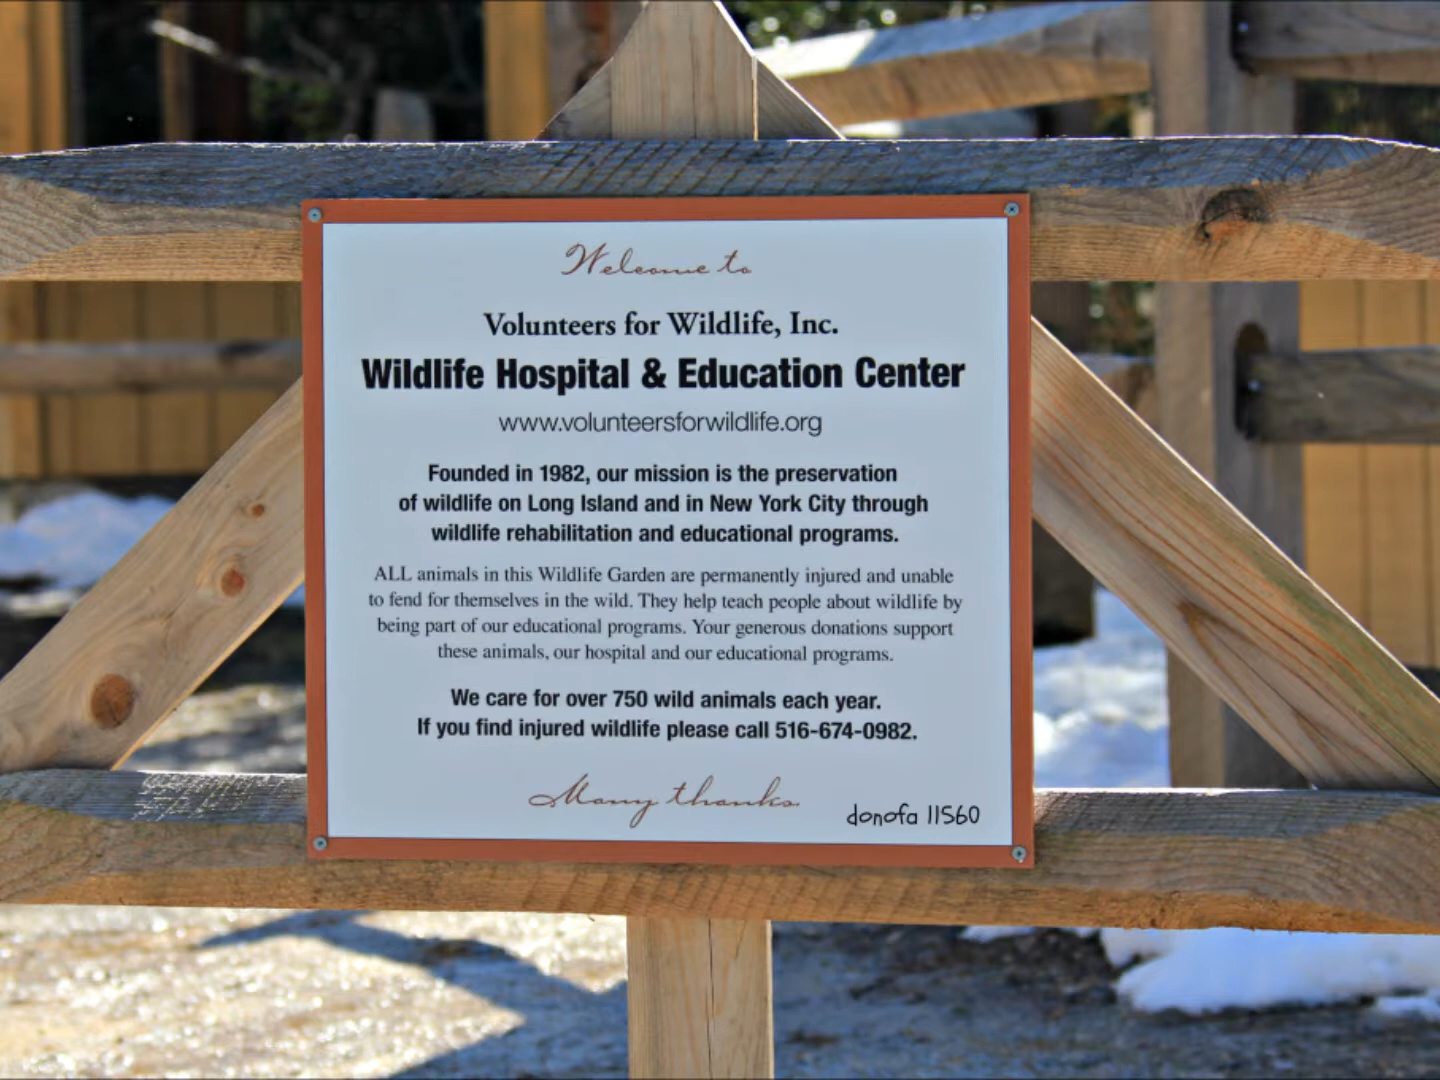 Welcome to
Volunteers for Wildlife, Inc.
Wildlife Hospital & Education Center
www.volunteersforwildlife.org
Founded in 1982, our mission is the preservation
of wildlife on Long Island and in New York City through
wildlife rehabilitation and educational programs.
ALL animals in this Wildlife Garden are permanently injured and unable
to fend for themselves in the wild. They help teach people about wildlife by
being part of our educational programs. Your generous donations support
these animals, our hospital and our educational programs.
We care for over 750 wild animals each year.
If you find injured wildlife please call 516-674-0982.
Many thanks
donofa 11560